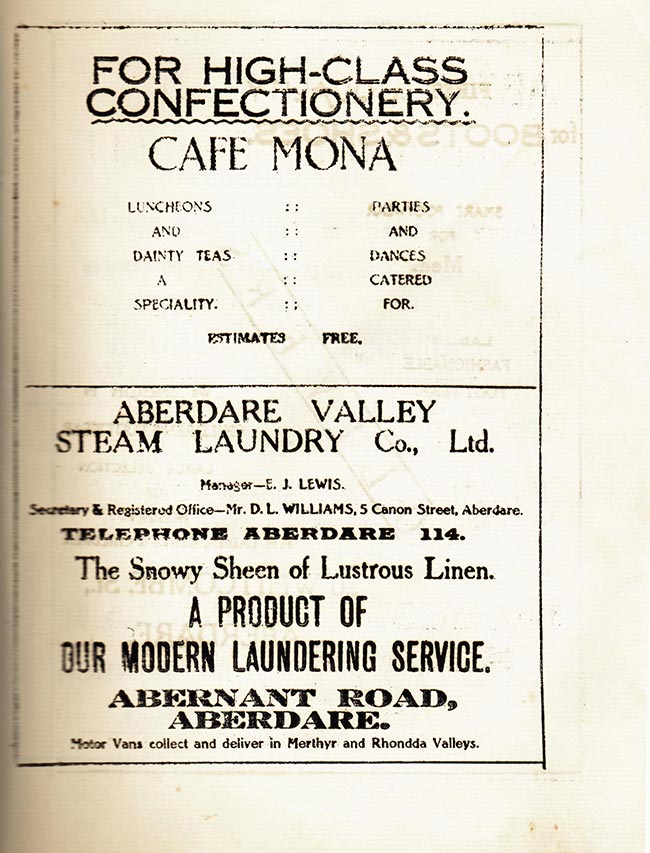 FOR HIGH-CLASS
CONFECTIONERY.
CAFE MONA
LUNCHEONS :: PARTIES
AND :: AND
DAINTY TEAS :: DANCES
A :: CATERED
SPECIALITY. :: FOR.
ESTIMATES FREE.
ABERDARE VALLEY
STEAM LAUNDRY Co., Ltd.
Manager—E. J. LEWIS.
Secretary & Registered Office—Mr. D. L. WILLIAMS, 5 Canon Street, Aberdare.
TELEPHONE ABERDARE 114.
The Snowy Sheen of Lustrous Linen.
A PRODUCT OF
OUR MODERN LAUNDERING SERVICE.
ABERNANT ROAD,
ABERDARE.
Motor Vans collect and deliver in Merthyr and Rhondda Valleys.